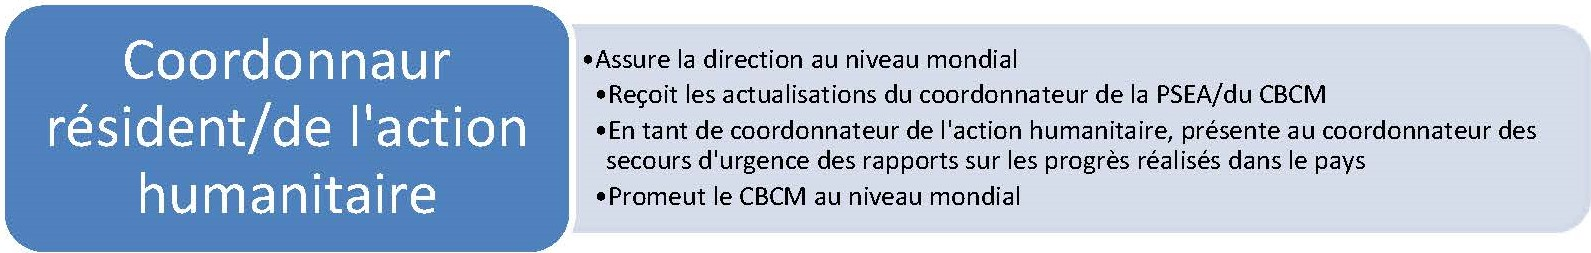 Coordonnaur
résident/de l'action
humanitaire
•Assure la direction au niveau mondial
•Reçoit les actualisations du coordonnateur de la PSEA/du CBCM
•En tant de coordonnateur de l'action humanitaire, présente au coordonnateur des
secours d'urgence des rapports sur les progrès réalisés dans le pays
•Promeut le CBCM au niveau mondial